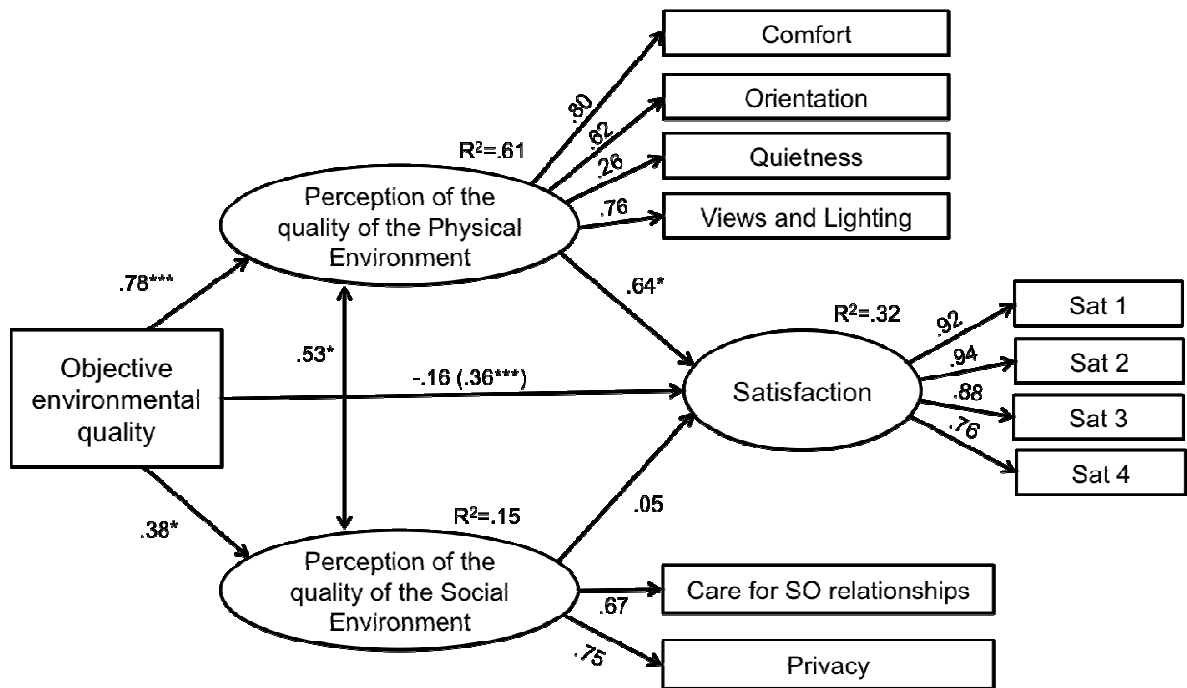 Comfort
.80
Orientation
.62
R²=.61
Quietness
.26
Perception of the
quality of the Physical
Environment
.76
Views and Lighting
.78***
.64*
Sat 1
R²=.32
.92
.53*
Sat 2
.94
Objective
environmental
quality
-.16 (.36***)
Satisfaction
.88
Sat 3
.76
Sat 4
.38*
R²=.15
.05
Perception of the
quality of the Social
Environment
Care for SO relationships
.67
.75
Privacy